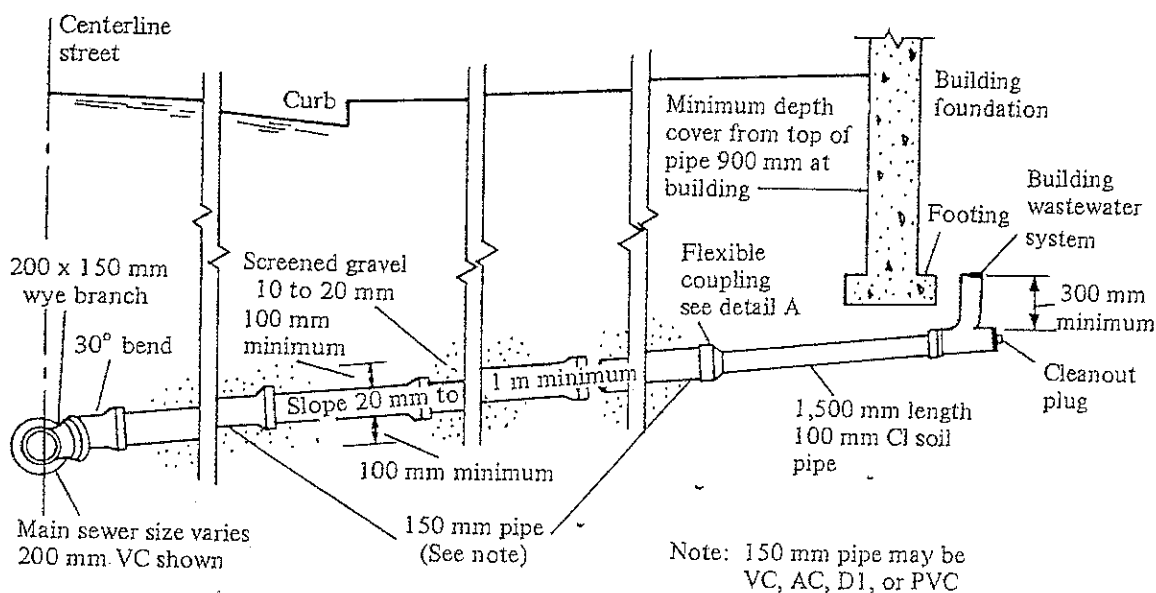 Centerline
street
Curb
Building
foundation
Minimum depth
cover from top of
pipe 900 mm at
building
Building
wastewater
system
Footing
200 x 150 mm
wye branch
Screened gravel
10 to 20 mm
100 mm
minimum
Flexible
coupling
see detail A
300 mm
minimum
30° bend
Slope 20 mm to 1 m minimum
Cleanout
plug
1,500 mm length
100 mm CI soil
pipe
100 mm minimum
Main sewer size varies
200 mm VC shown
150 mm pipe
(See note)
Note: 150 mm pipe may be
VC, AC, D1, or PVC